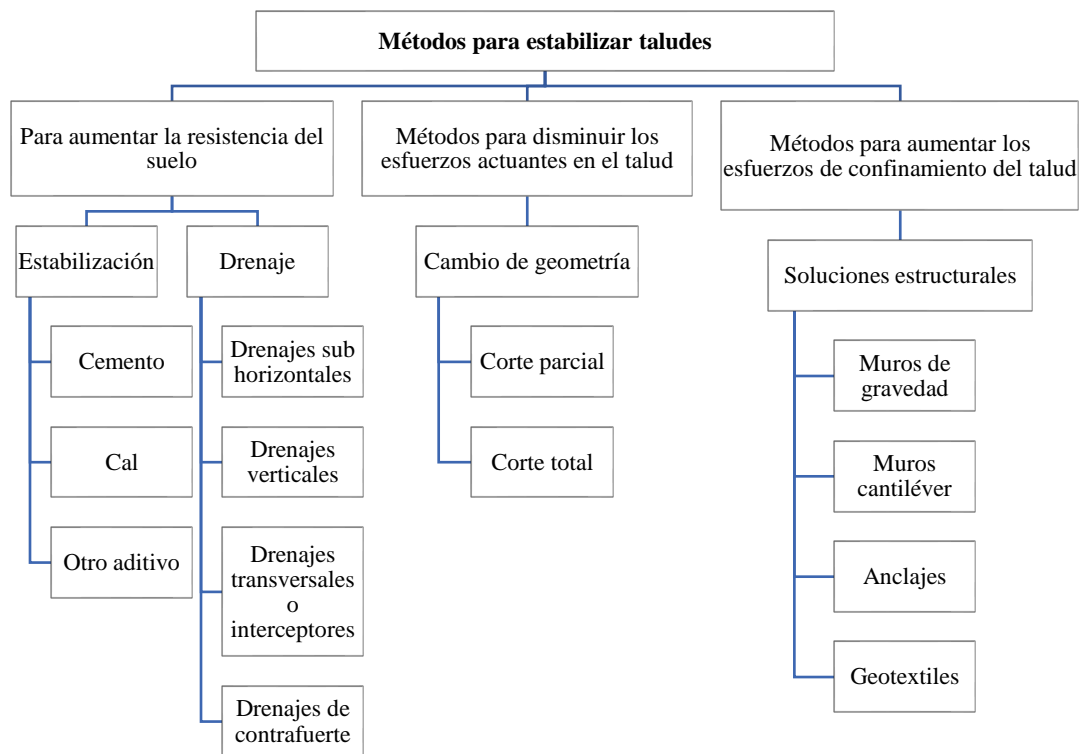 Métodos para estabilizar taludes
Para aumentar la resistencia del
suelo
Métodos para disminuir los
esfuerzos actuantes en el talud
Métodos para aumentar los
esfuerzos de confinamiento del talud
Estabilización
Drenaje
Cambio de geometría
Soluciones estructurales
Cemento
Cal
Otro aditivo
Drenajes sub
horizontales
Drenajes
verticales
Drenajes
transversales
o
interceptores
Drenajes de
contrafuerte
Corte parcial
Corte total
Muros de
gravedad
Muros
cantiléver
Anclajes
Geotextiles